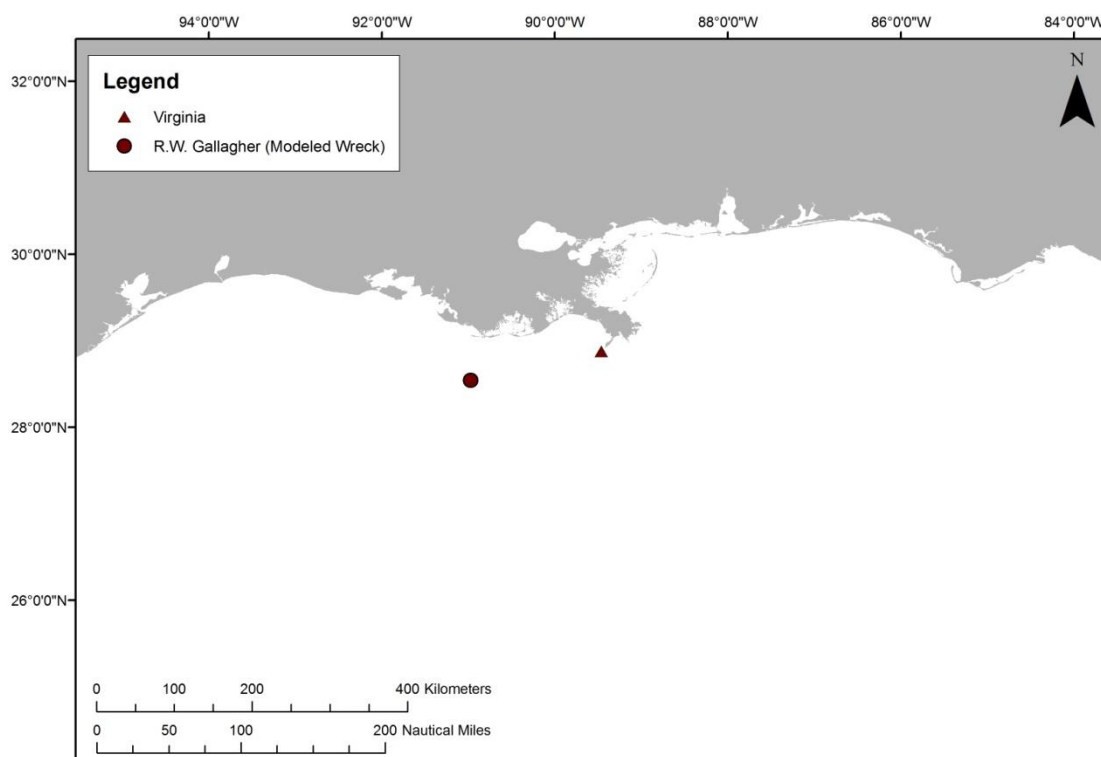 94°0'0"W 92°0'0"W 90°0'0"W 88°0'0"W 86°0'0"W 84°0'0"W
32°0'0"N
30°0'0"N
28°0'0"N
26°0'0"N
Legend
Virginia
R.W. Gallagher (Modeled Wreck)
N
0 100 200 400 Kilometers
0 50 100 200 Nautical Miles